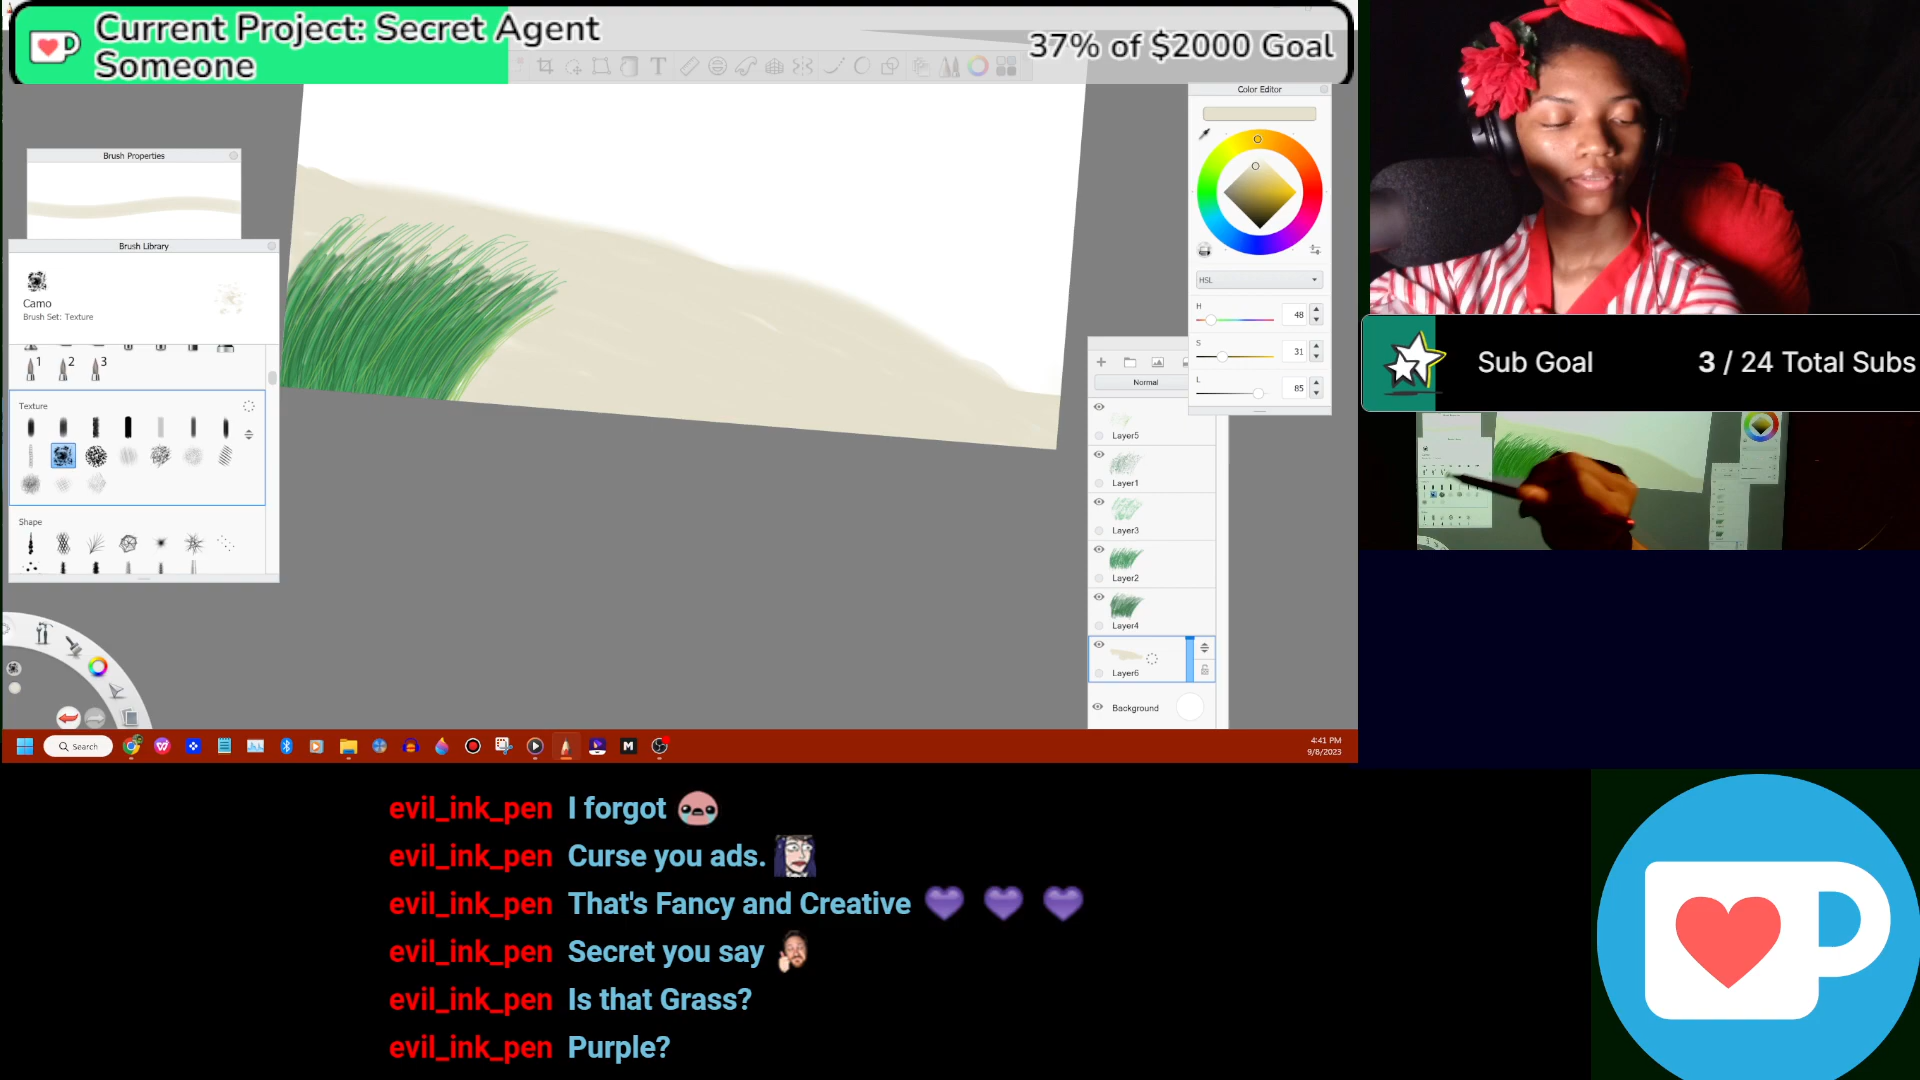 Current Project: Secret Agent
Someone
37% of $2000 Goal
T
Color Editor
Brush Properties
Brush Library
Camo
Brush Set: Texture
1 2 3
Texture
Shape
HSL
H 48
S 31
L 85
Normal
Layer5
Layer1
Layer3
Layer2
Layer4
Layer6
Background
Sub Goal 3 / 24 Total Subs
Search
M
4:41 PM
9/8/2023
evil_ink_pen I forgot
evil_ink_pen Curse you ads.
evil_ink_pen That's Fancy and Creative
evil_ink_pen Secret you say
evil_ink_pen Is that Grass?
evil_ink_pen Purple?